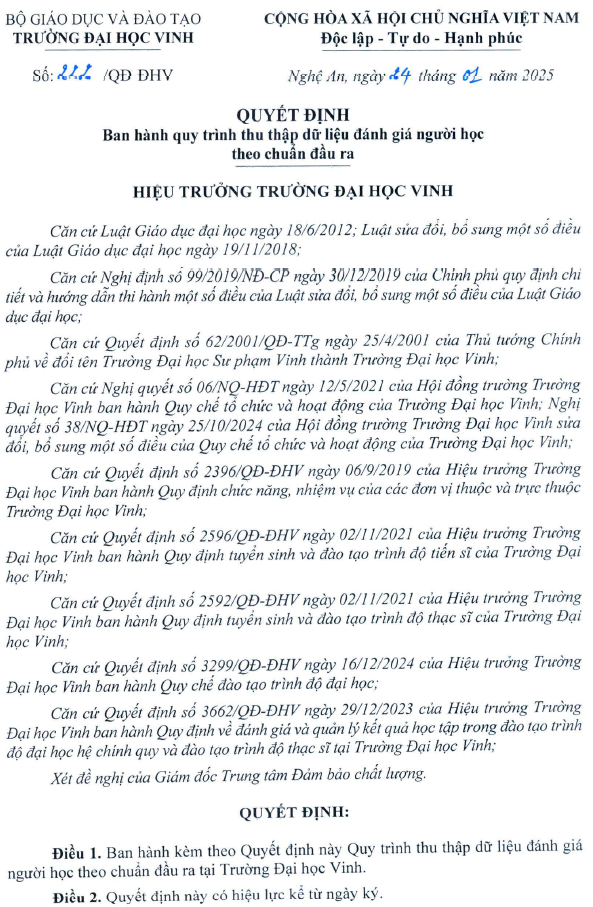 BỘ GIÁO DỤC VÀ ĐÀO TẠO
TRƯỜNG ĐẠI HỌC VINH
CỘNG HÒA XÃ HỘI CHỦ NGHĨA VIỆT NAM
Độc lập - Tự do - Hạnh phúc
Số: 222 /QĐ ĐHV
Nghệ An, ngày 24 tháng 01 năm 2025
QUYẾT ĐỊNH
Ban hành quy trình thu thập dữ liệu đánh giá người học
theo chuẩn đầu ra
HIỆU TRƯỞNG TRƯỜNG ĐẠI HỌC VINH
Căn cứ Luật Giáo dục đại học ngày 18/6/2012; Luật sửa đổi, bổ sung một số điều
của Luật Giáo dục đại học ngày 19/11/2018;
Căn cứ Nghị định số 99/2019/NĐ-CP ngày 30/12/2019 của Chính phủ quy định chi
tiết và hướng dẫn thi hành một số điều của Luật sửa đổi, bổ sung một số điều của Luật Giáo
dục đại học;
Căn cứ Quyết định số 62/2001/QĐ-TTg ngày 25/4/2001 của Thủ tướng Chính
phủ về đổi tên Trường Đại học Sư phạm Vinh thành Trường Đại học Vinh;
Căn cứ Nghị quyết số 06/NQ-HĐT ngày 12/5/2021 của Hội đồng trường Trường
Đại học Vinh ban hành Quy chế tổ chức và hoạt động của Trường Đại học Vinh; Nghị
quyết số 38/NQ-HĐT ngày 25/10/2024 của Hội đồng trường Trường Đại học Vinh sửa
đổi, bổ sung một số điều của Quy chế tổ chức và hoạt động của Trường Đại học Vinh;
Căn cứ Quyết định số 2396/QĐ-ĐHV ngày 06/9/2019 của Hiệu trưởng Trường
Đại học Vinh ban hành Quy định chức năng, nhiệm vụ của các đơn vị thuộc và trực thuộc
Trường Đại học Vinh;
Căn cứ Quyết định số 2596/QĐ-ĐHV ngày 02/11/2021 của Hiệu trưởng Trường
Đại học Vinh ban hành Quy định tuyển sinh và đào tạo trình độ tiến sĩ của Trường Đại
học Vinh;
Căn cứ Quyết định số 2592/QĐ-ĐHV ngày 02/11/2021 của Hiệu trưởng Trường
Đại học Vinh ban hành Quy định tuyển sinh và đào tạo trình độ thạc sĩ của Trường Đại
học Vinh;
Căn cứ Quyết định số 3299/QĐ-ĐHV ngày 16/12/2024 của Hiệu trưởng Trường
Đại học Vinh ban hành Quy chế đào tạo trình độ đại học;
Căn cứ Quyết định số 3662/QĐ-ĐHV ngày 29/12/2023 của Hiệu trưởng Trường
Đại học Vinh ban hành Quy định về đánh giá và quản lý kết quả học tập trong đào tạo trình
độ đại học hệ chính quy và đào tạo trình độ thạc sĩ tại Trường Đại học Vinh;
Xét đề nghị của Giám đốc Trung tâm Đảm bảo chất lượng.
QUYẾT ĐỊNH:
Điều 1. Ban hành kèm theo Quyết định này Quy trình thu thập dữ liệu đánh giá
người học theo chuẩn đầu ra tại Trường Đại học Vinh.
Điều 2. Quyết định này có hiệu lực kể từ ngày ký.